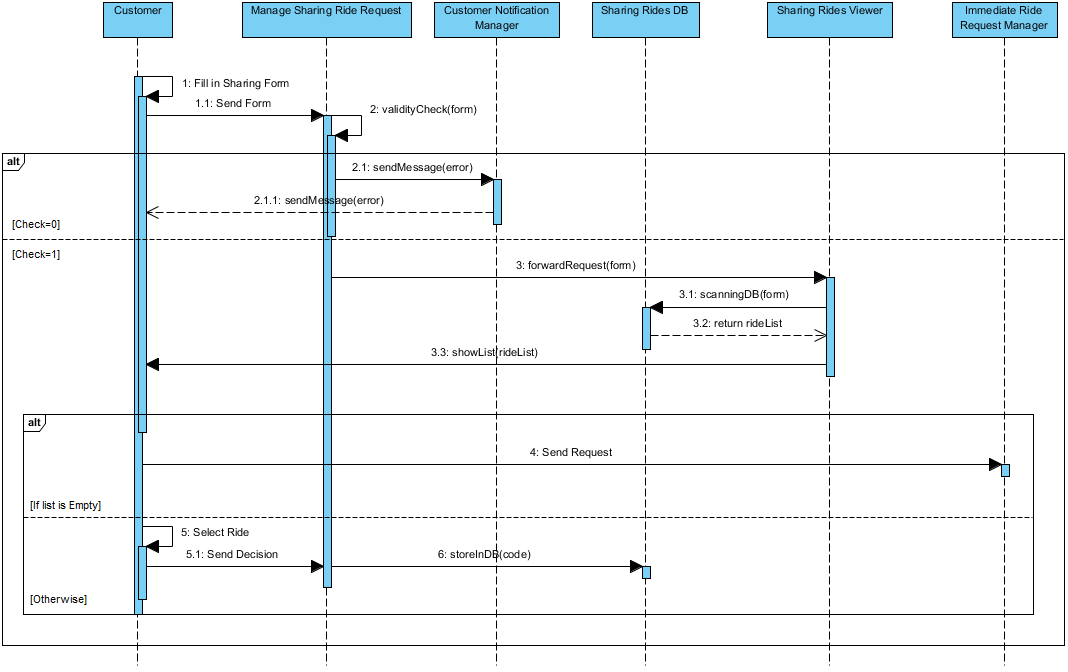 Customer
Manage Sharing Ride Request
Customer Notification
Manager
Sharing Rides DB
Sharing Rides Viewer
Immediate Ride
Request Manager
1: Fill in Sharing Form
1.1: Send Form
2: validityCheck(form)
alt
2.1: sendMessage(error)
2.1.1: sendMessage(error)
[Check=0]
[Check=1]
3: forwardRequest(form)
3.1: scanningDB(form)
3.2: return rideList
3.3: showList(rideList)
alt
4: Send Request
[If list is Empty]
5: Select Ride
5.1: Send Decision
6: storeInDB(code)
[Otherwise]